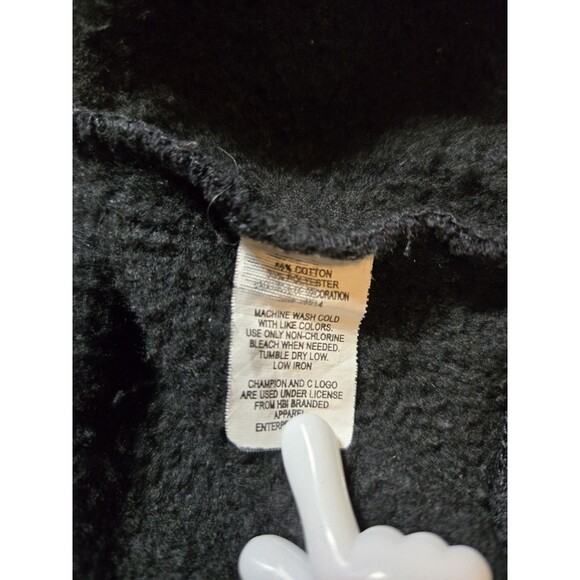 COTTON
POLYESTER
DECORATION
MACHINE WASH COLD
WITH LIKE COLORS.
USE ONLY NON-CHLORINE
BLEACH WHEN NEEDED.
TUMBLE DRY LOW.
LOW IRON
CHAMPION AND C LOGO
ARE USED UNDER LICENSE
FROM HBI BRANDED
APPAREL